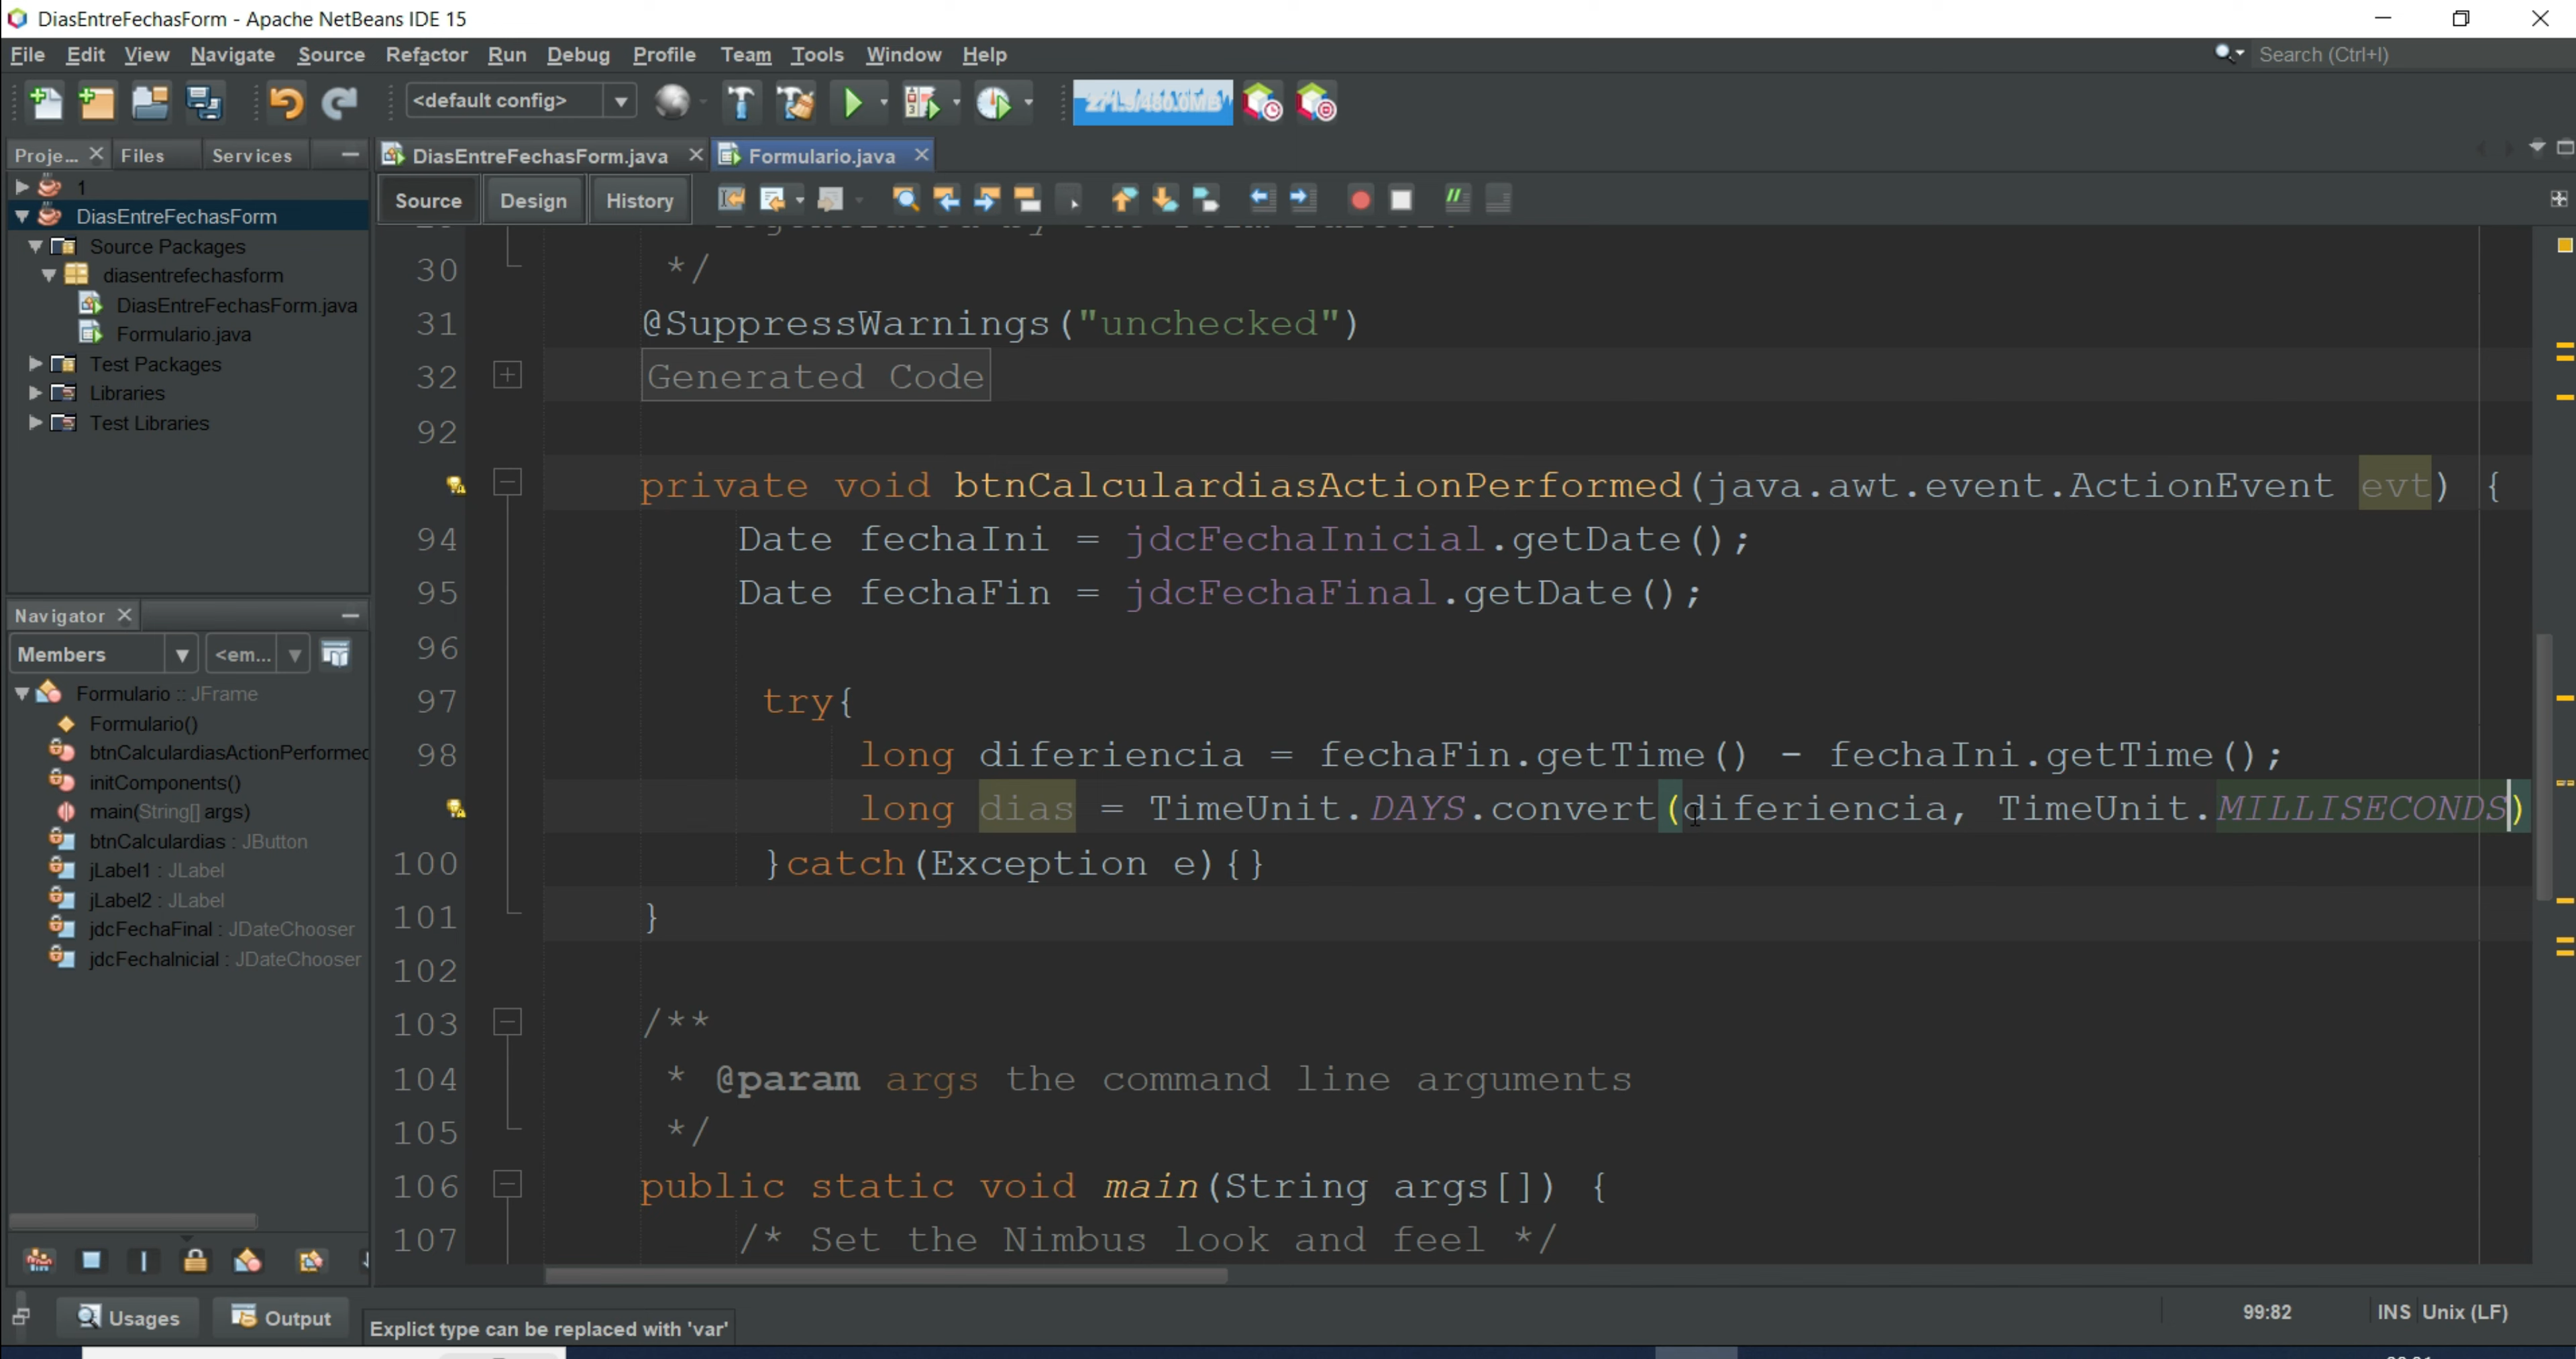 DiasEntreFechasForm - Apache NetBeans IDE 15
File Edit View Navigate Source Refactor Run Debug Profile Team Tools Window Help
Search (Ctrl+I)
<default config>
271.9/480.0MB
Proje... Files Services
DiasEntreFechasForm.java Formulario.java
1
DiasEntreFechasForm
Source Packages
diasentrefechasform
DiasEntreFechasForm.java
Formulario.java
Test Packages
Libraries
Test Libraries
Source Design History
30 */
31 @SuppressWarnings("unchecked")
32 Generated Code
92
private void btnCalculardiasActionPerformed(java.awt.event.ActionEvent evt) {
94 Date fechaIni = jdcFechaInicial.getDate();
95 Date fechaFin = jdcFechaFinal.getDate();
96
97 try{
98 long diferiencia = fechaFin.getTime() - fechaIni.getTime();
long dias = TimeUnit.DAYS.convert(diferiencia, TimeUnit.MILLISECONDS)
100 }catch(Exception e){}
101 }
102
103 /**
104 * @param args the command line arguments
105 */
106 public static void main(String args[]) {
107 /* Set the Nimbus look and feel */
Navigator
Members <em...
Formulario :: JFrame
Formulario()
btnCalculardiasActionPerformed
initComponents()
main(String[] args)
btnCalculardias : JButton
jLabel1 : JLabel
jLabel2 : JLabel
jdcFechaFinal : JDateChooser
jdcFechaInicial : JDateChooser
Usages Output
Explict type can be replaced with 'var'
99:82 INS Unix (LF)